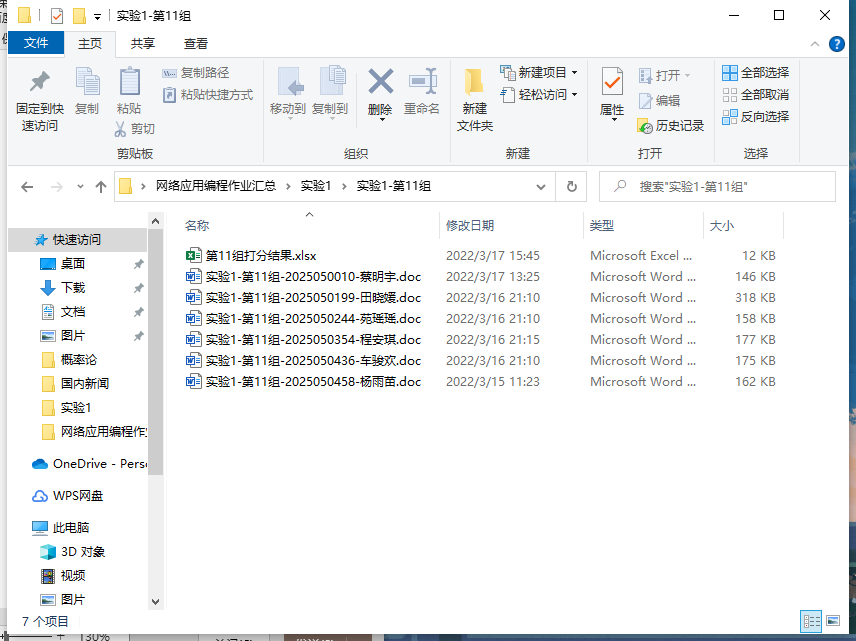 实验1-第11组
文件 主页 共享 查看
固定到快速访问 复制 粘贴 复制路径 粘贴快捷方式 剪切
移动到 复制到 删除 重命名
新建文件夹 新建项目 轻松访问
属性 打开 编辑 历史记录
全部选择 全部取消 反向选择
剪贴板 组织 新建 打开 选择
网络应用编程作业汇总 实验1 实验1-第11组
搜索"实验1-第11组"
名称 修改日期 类型 大小
第11组打分结果.xlsx 2022/3/17 15:45 Microsoft Excel ... 12 KB
实验1-第11组-2025050010-蔡明宇.doc 2022/3/17 13:25 Microsoft Word ... 146 KB
实验1-第11组-2025050199-田晓媛.doc 2022/3/16 21:10 Microsoft Word ... 318 KB
实验1-第11组-2025050244-苑瑶瑶.doc 2022/3/16 21:10 Microsoft Word ... 158 KB
实验1-第11组-2025050354-程安琪.doc 2022/3/16 21:15 Microsoft Word ... 177 KB
实验1-第11组-2025050436-车骏欢.doc 2022/3/16 21:10 Microsoft Word ... 175 KB
实验1-第11组-2025050458-杨雨苗.doc 2022/3/15 11:23 Microsoft Word ... 162 KB
快速访问
桌面
下载
文档
图片
概率论
国内新闻
实验1
网络应用编程作
OneDrive - Pers
WPS网盘
此电脑
3D 对象
视频
图片
7 个项目
130%